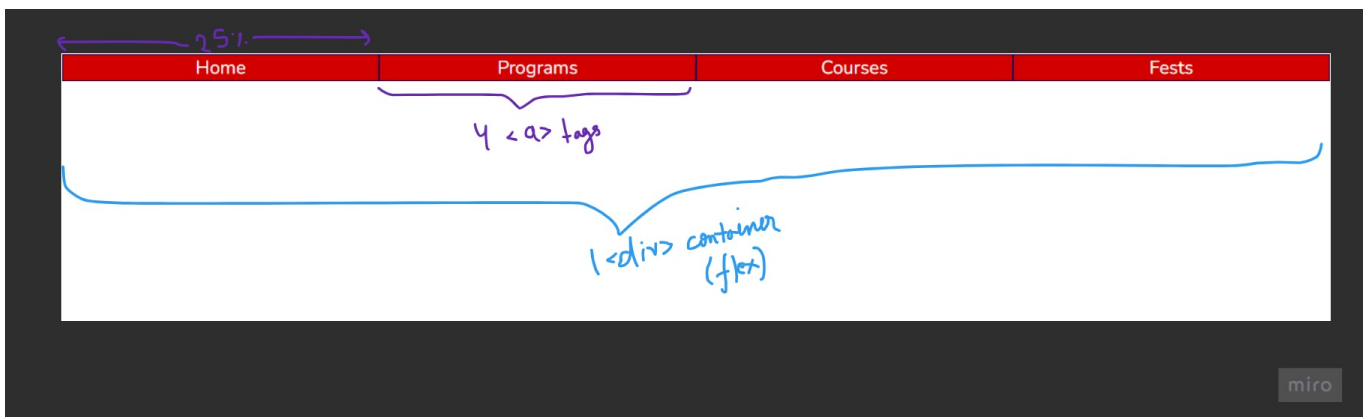 25%
Home Programs Courses Fests
4 <a> tags
1 <div> container
(flex)
miro